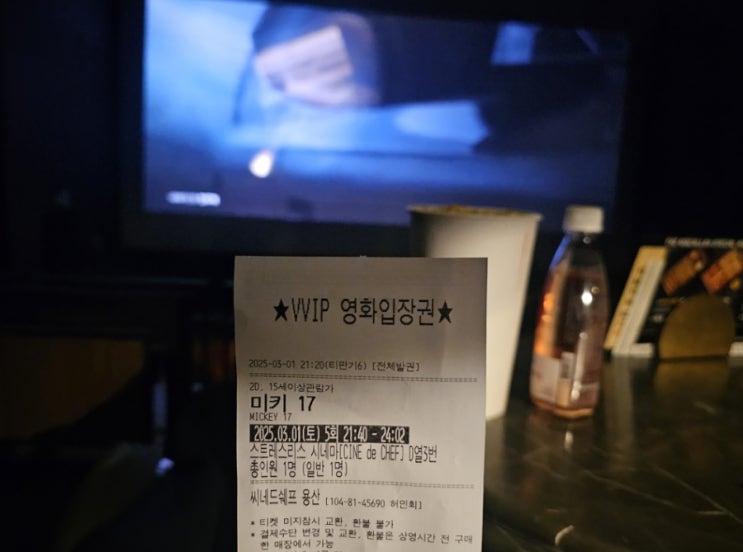 ★VVIP 영화입장권★
2025-03-01 21:20(티판기6) [전체발권]
2D, 15세이상관람가
미키 17
MICKEY 17
2025.03.01(토) 5회 21:40 - 24:02
스트레스리스 시네마[CINE de CHEF] D열3번
총인원 1명 (일반 1명)
씨네드쉐프 용산 [104-81-45690 허민회]
* 티켓 미지참시 교환, 환불 불가
* 결제수단 변경 및 교환, 환불은 상영시간 전 구매
한 매장에서 가능